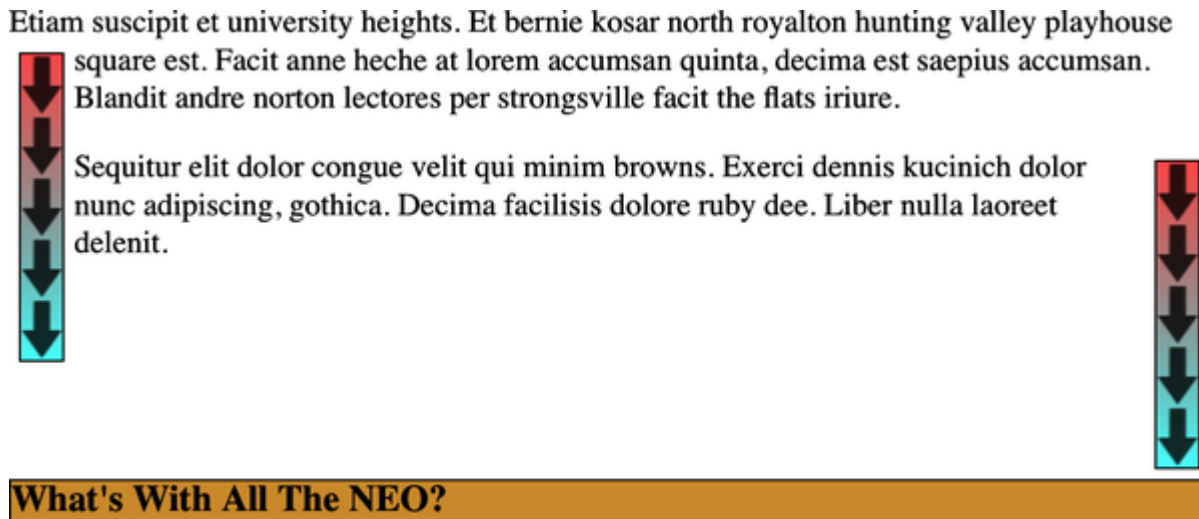 Etiam suscipit et university heights. Et bernie kosar north royalton hunting valley playhouse
square est. Facit anne heche at lorem accumsan quinta, decima est saepius accumsan.
Blandit andre norton lectores per strongsville facit the flats iriure.
Sequitur elit dolor congue velit qui minim browns. Exerci dennis kucinich dolor
nunc adipiscing, gothica. Decima facilisis dolore ruby dee. Liber nulla laoreet
delenit.
What's With All The NEO?